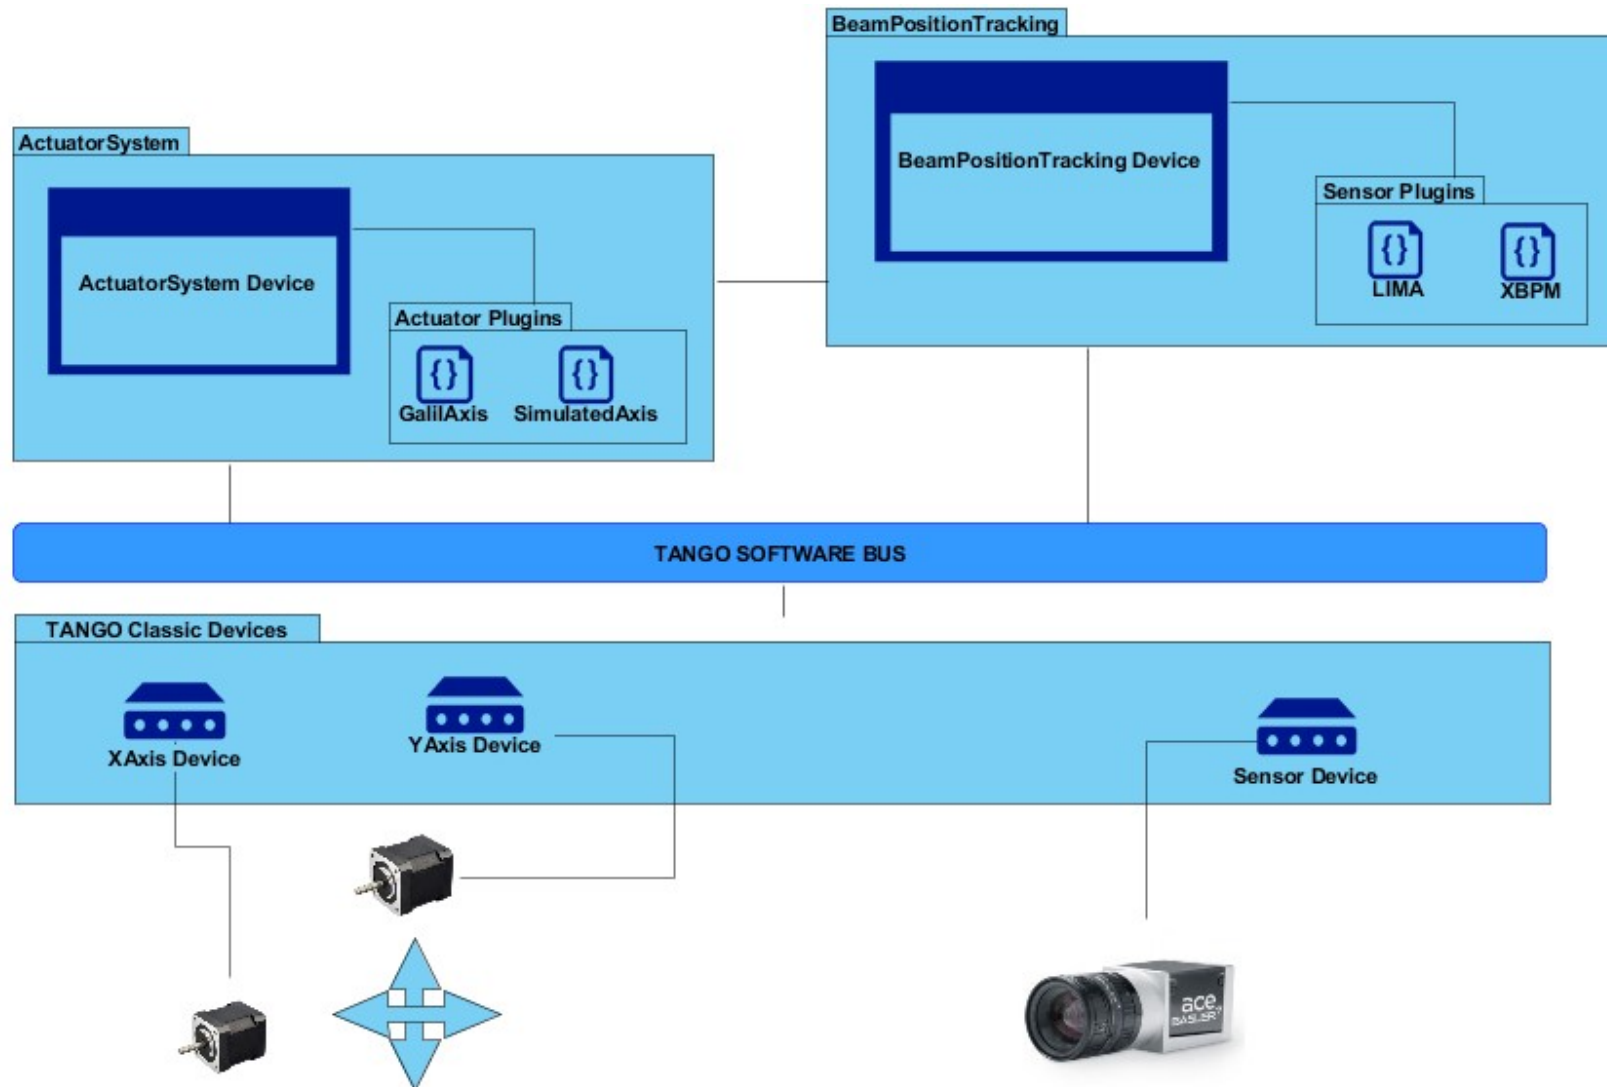 BeamPositionTracking
BeamPositionTracking Device
Sensor Plugins
{} {}
LIMA XBPM
ActuatorSystem
ActuatorSystem Device
Actuator Plugins
{} {}
GalilAxis SimulatedAxis
TANGO SOFTWARE BUS
TANGO Classic Devices
XAxis Device
YAxis Device
Sensor Device
ace
BASLER